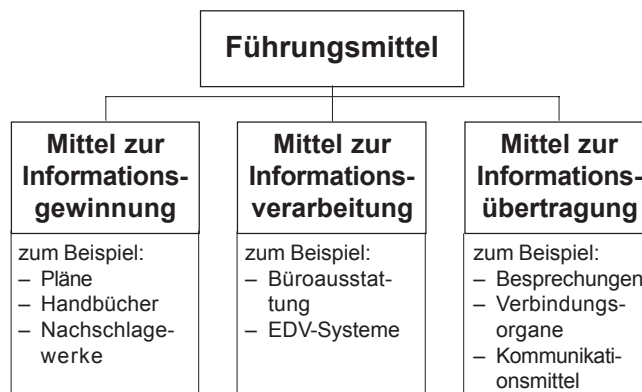 Führungsmittel
Mittel zur
Informations-
gewinnung
zum Beispiel:
– Pläne
– Handbücher
– Nachschlage-
werke
Mittel zur
Informations-
verarbeitung
zum Beispiel:
– Büroausstat-
tung
– EDV-Systeme
Mittel zur
Informations-
übertragung
zum Beispiel:
– Besprechungen
– Verbindungs-
organe
– Kommunikati-
onsmittel